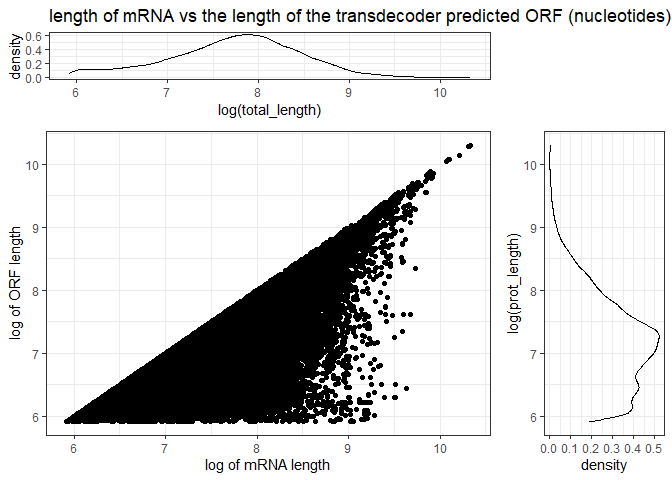 length of mRNA vs the length of the transdecoder predicted ORF (nucleotides)
density
0.6
0.4
0.2
0.0
6 7 8 9 10
log(total_length)
log of ORF length
10
9
8
7
6
6 7 8 9 10
log of mRNA length
log(prot_length)
10
9
8
7
6
0.0 0.1 0.2 0.3 0.4 0.5
density